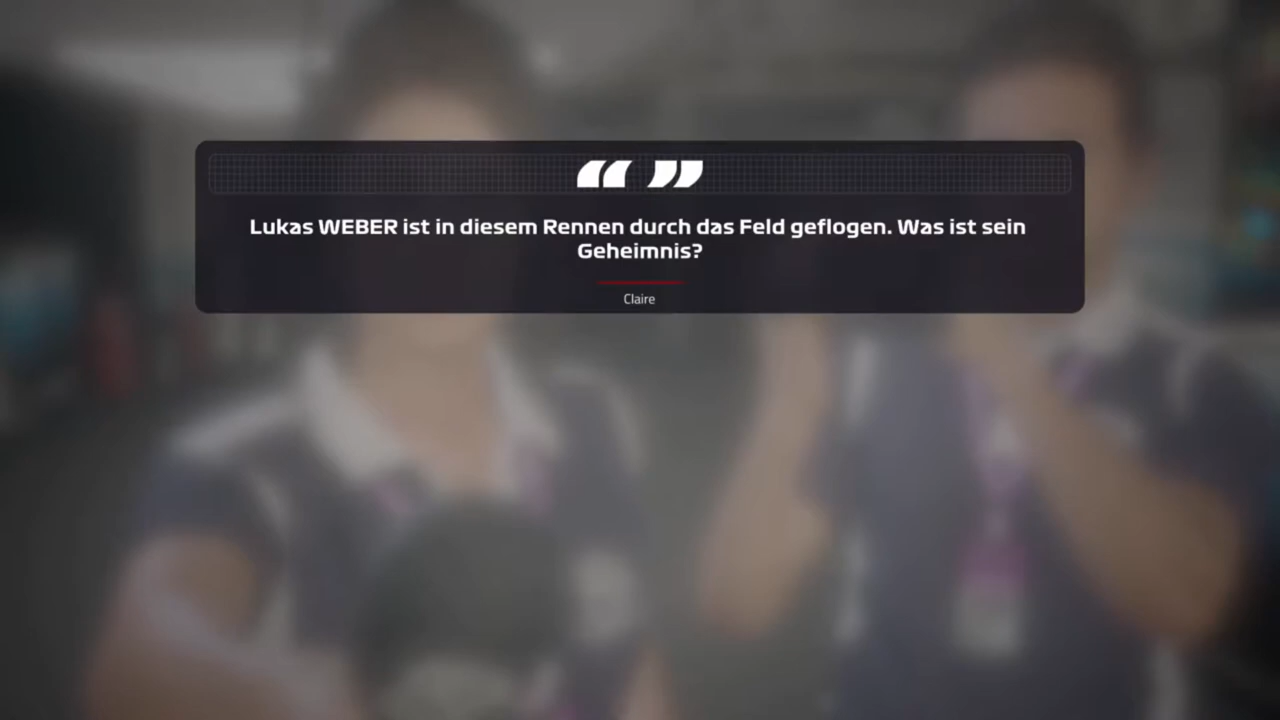 Lukas WEBER ist in diesem Rennen durch das Feld geflogen. Was ist sein
Geheimnis?
Claire